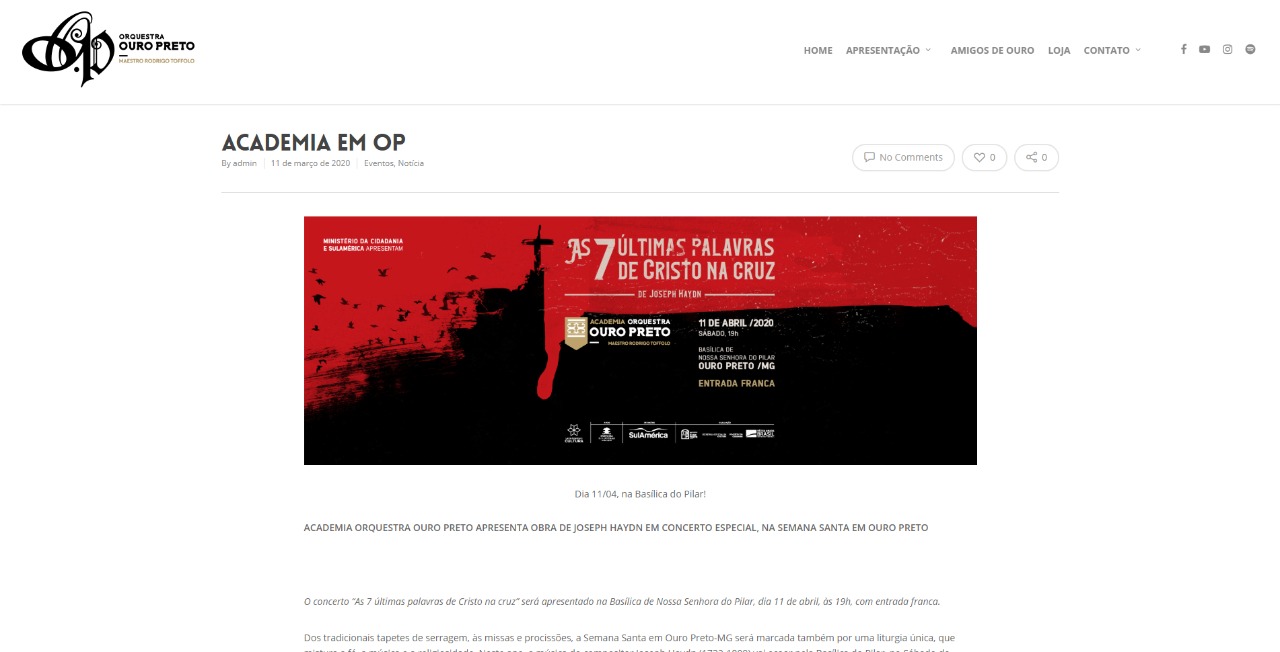 ORQUESTRA
OURO PRETO
MAESTRO RODRIGO TOFFOLO
HOME APRESENTAÇÃO AMIGOS DE OURO LOJA CONTATO
ACADEMIA EM OP
By admin 11 de março de 2020 Eventos, Notícia
No Comments 0 0
MINISTÉRIO DA CIDADANIA
E SULAMÉRICA APRESENTAM
AS 7 ÚLTIMAS PALAVRAS
DE CRISTO NA CRUZ
DE JOSEPH HAYDN
ACADEMIA ORQUESTRA
OURO PRETO
MAESTRO RODRIGO TOFFOLO
11 DE ABRIL /2020
SÁBADO, 19h
BASÍLICA DE
NOSSA SENHORA DO PILAR
OURO PRETO /MG
ENTRADA FRANCA
CULTURA
SulAmérica
BRASIL
Dia 11/04, na Basílica do Pilar!
ACADEMIA ORQUESTRA OURO PRETO APRESENTA OBRA DE JOSEPH HAYDN EM CONCERTO ESPECIAL, NA SEMANA SANTA EM OURO PRETO
O concerto “As 7 últimas palavras de Cristo na cruz” será apresentado na Basílica de Nossa Senhora do Pilar, dia 11 de abril, às 19h, com entrada franca.
Dos tradicionais tapetes de serragem, às missas e procissões, a Semana Santa em Ouro Preto-MG será marcada também por uma liturgia única, que